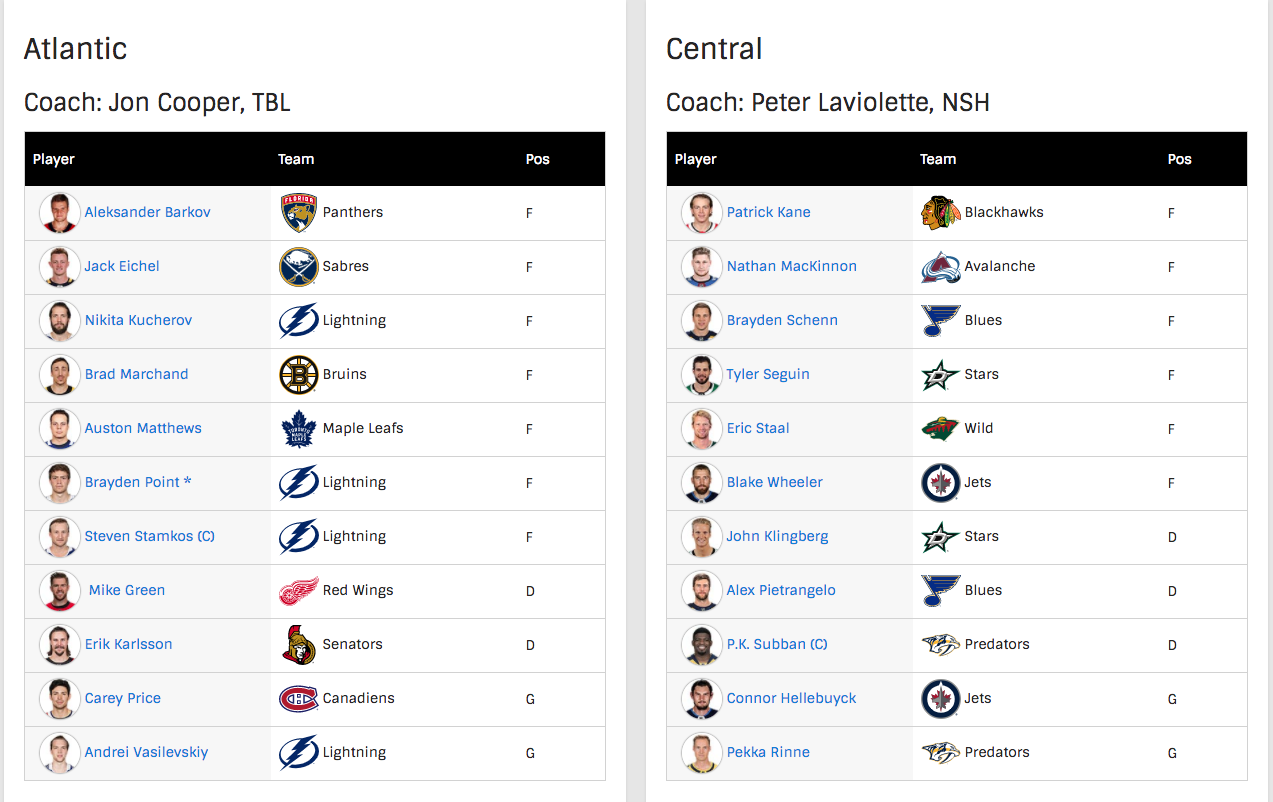 Atlantic
Coach: Jon Cooper, TBL
Player Team Pos
Aleksander Barkov FLORIDA Panthers F
Jack Eichel Sabres F
Nikita Kucherov Lightning F
Brad Marchand B Bruins F
Auston Matthews TORONTO MAPLE LEAFS Maple Leafs F
Brayden Point * Lightning F
Steven Stamkos (C) Lightning F
Mike Green Red Wings D
Erik Karlsson Senators D
Carey Price Canadiens G
Andrei Vasilevskiy Lightning G
Central
Coach: Peter Laviolette, NSH
Player Team Pos
Patrick Kane Blackhawks F
Nathan MacKinnon Avalanche F
Brayden Schenn Blues F
Tyler Seguin D Stars F
Eric Staal Wild F
Blake Wheeler Jets F
John Klingberg D Stars D
Alex Pietrangelo Blues D
P.K. Subban (C) Predators D
Connor Hellebuyck Jets G
Pekka Rinne Predators G